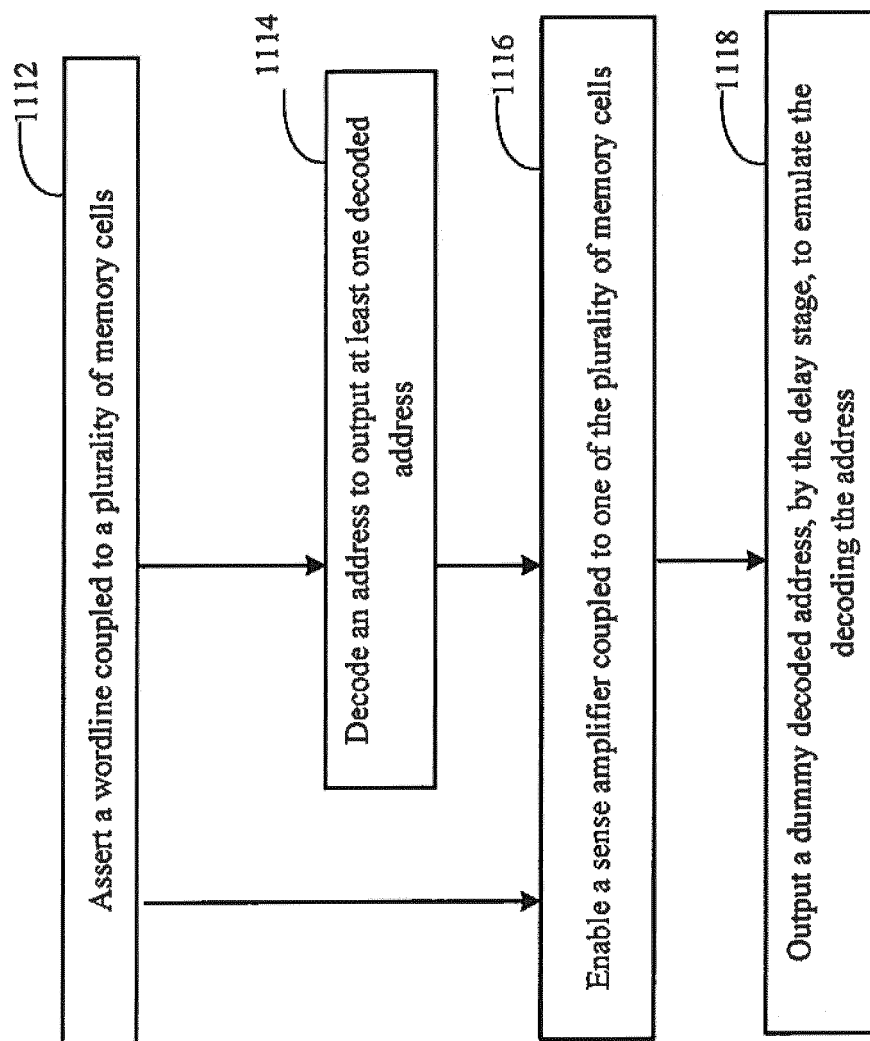 1112
Assert a wordline coupled to a plurality of memory cells
1114
Decode an address to output at least one decoded
address
1116
Enable a sense amplifier coupled to one of the plurality of memory cells
1118
Output a dummy decoded address, by the delay stage, to emulate the
decoding the address